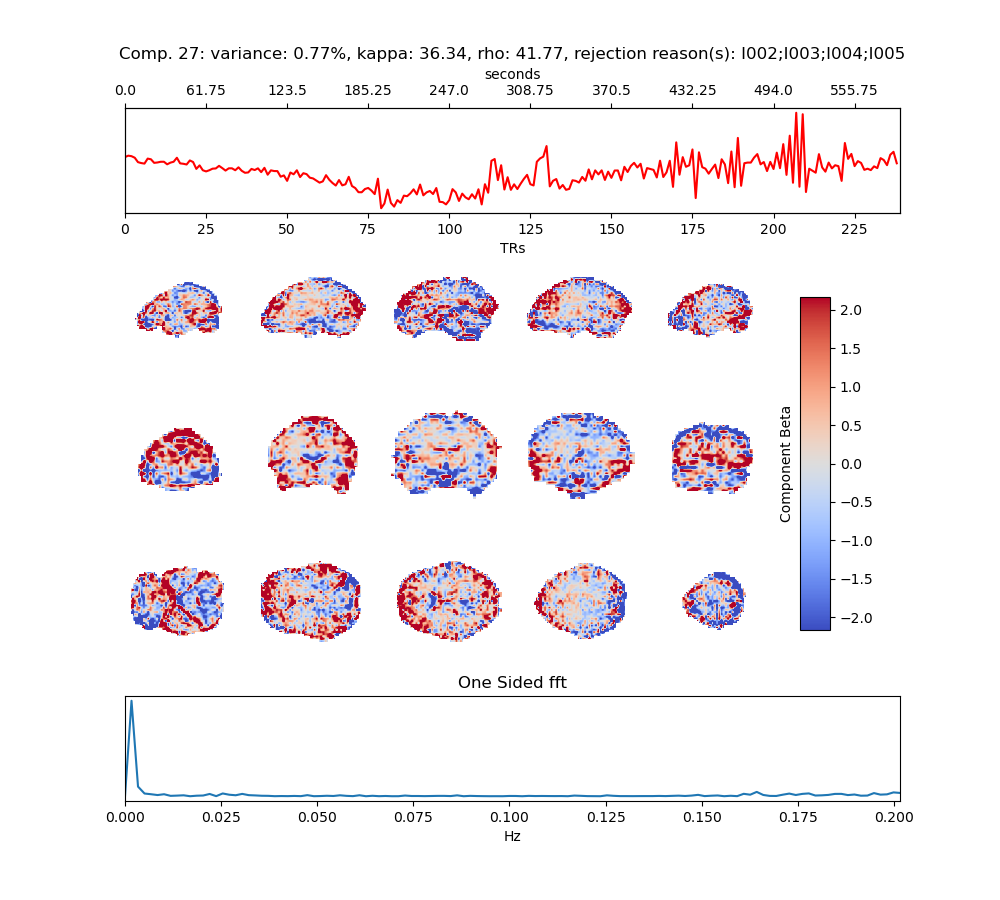 Comp. 27: variance: 0.77%, kappa: 36.34, rho: 41.77, rejection reason(s): I002;I003;I004;I005
seconds
0.0 61.75 123.5 185.25 247.0 308.75 370.5 432.25 494.0 555.75
0 25 50 75 100 125 150 175 200 225
TRs
2.0
1.5
1.0
0.5
0.0
−0.5
−1.0
−1.5
−2.0
Component Beta
One Sided fft
0.000 0.025 0.050 0.075 0.100 0.125 0.150 0.175 0.200
Hz